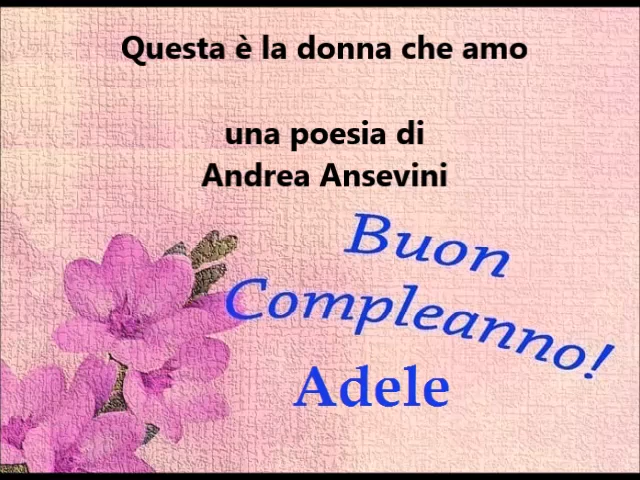 Questa è la donna che amo
una poesia di
Andrea Ansevini
Buon
Compleanno!
Adele